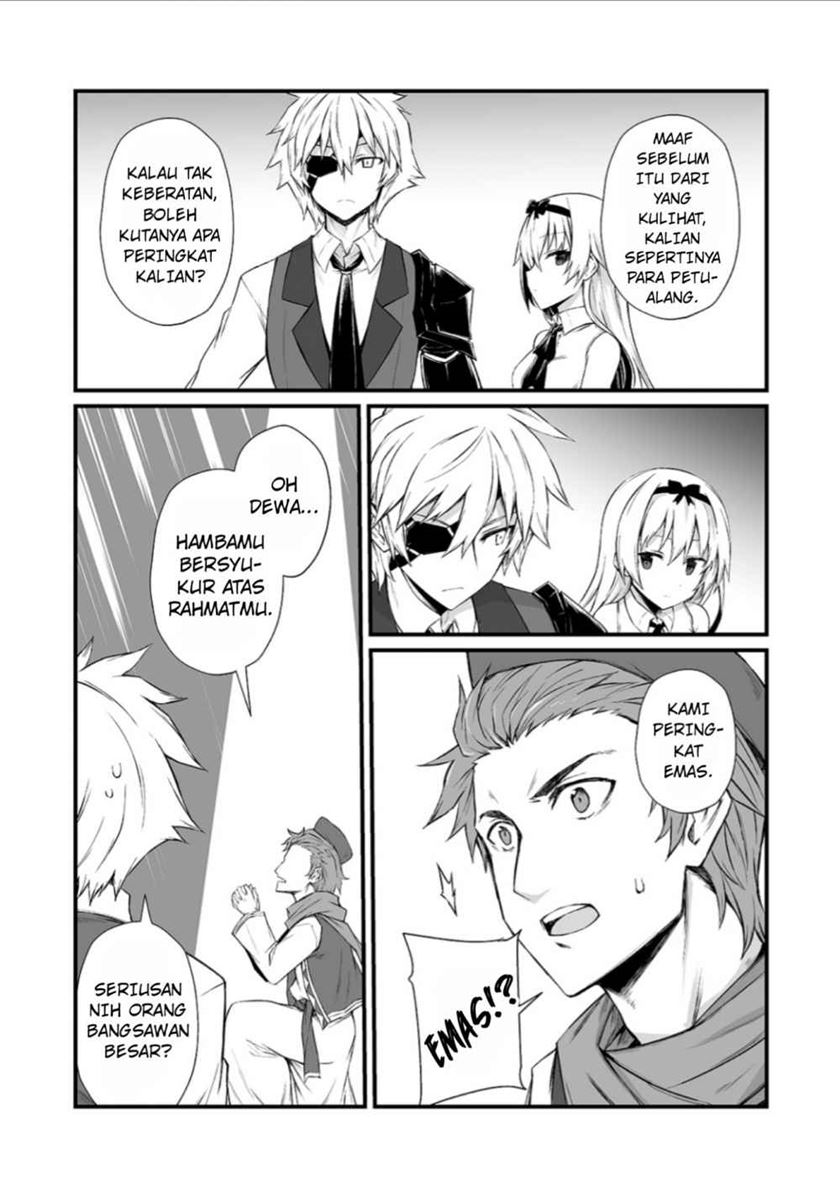 MAAF
SEBELUM
ITU DARI
YANG
KULIHAT,
KALIAN
SEPERTINYA
PARA PETU-
ALANG.
KALAU TAK
KEBERATAN,
BOLEH
KUTANYA APA
PERINGKAT
KALIAN?
KAMI
PERING-
KAT
EMAS.
EMAS!?
OH
DEWA...
HAMBAMU
BERSYU-
KUR ATAS
RAHMATMU.
SERIUSAN
NIH ORANG
BANGSAWAN
BESAR?